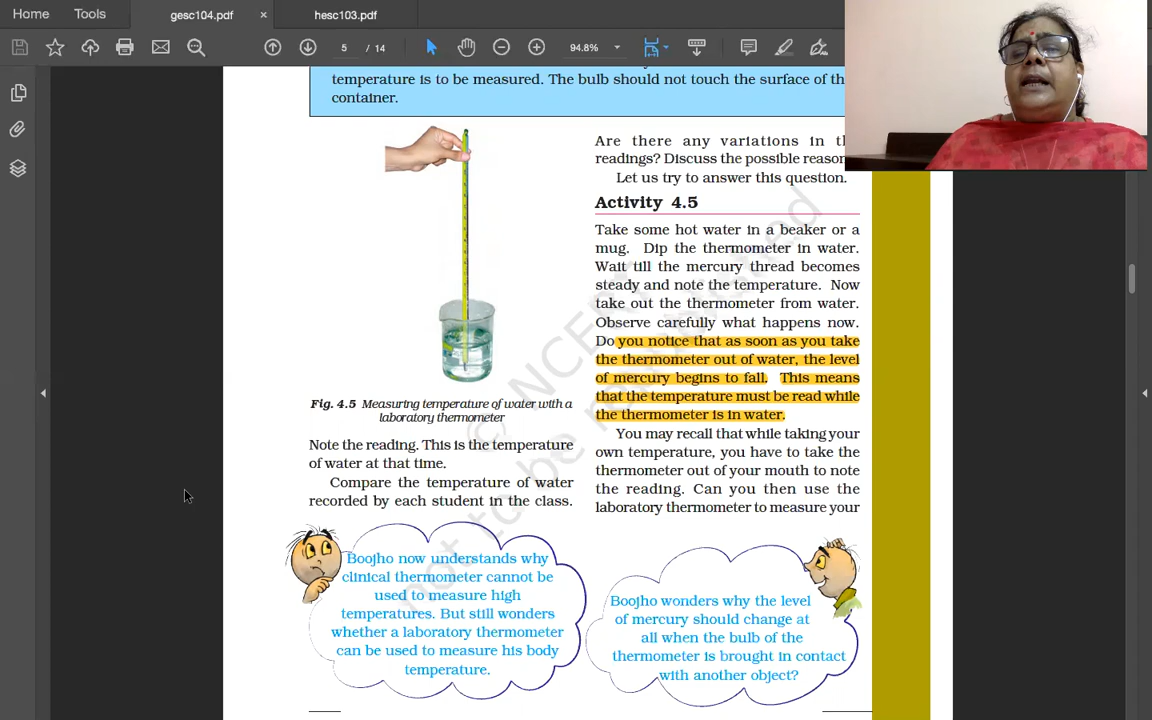 Home
Tools
gesc104.pdf
×
hesc103.pdf
5 / 14
94.8%
temperature is to be measured. The bulb should not touch the surface of th
container.
Fig. 4.5 Measuring temperature of water with a
laboratory thermometer
Note the reading. This is the temperature
of water at that time.
Compare the temperature of water
recorded by each student in the class.
Are there any variations in th
readings? Discuss the possible reason
Let us try to answer this question.
Activity 4.5
Take some hot water in a beaker or a
mug. Dip the thermometer in water.
Wait till the mercury thread becomes
steady and note the temperature. Now
take out the thermometer from water.
Observe carefully what happens now.
Do you notice that as soon as you take
the thermometer out of water, the level
of mercury begins to fall. This means
that the temperature must be read while
the thermometer is in water.
You may recall that while taking your
own temperature, you have to take the
thermometer out of your mouth to note
the reading. Can you then use the
laboratory thermometer to measure your
Boojho now understands why
clinical thermometer cannot be
used to measure high
temperatures. But still wonders
whether a laboratory thermometer
can be used to measure his body
temperature.
Boojho wonders why the level
of mercury should change at
all when the bulb of the
thermometer is brought in contact
with another object?
© NCERT
not to be republished